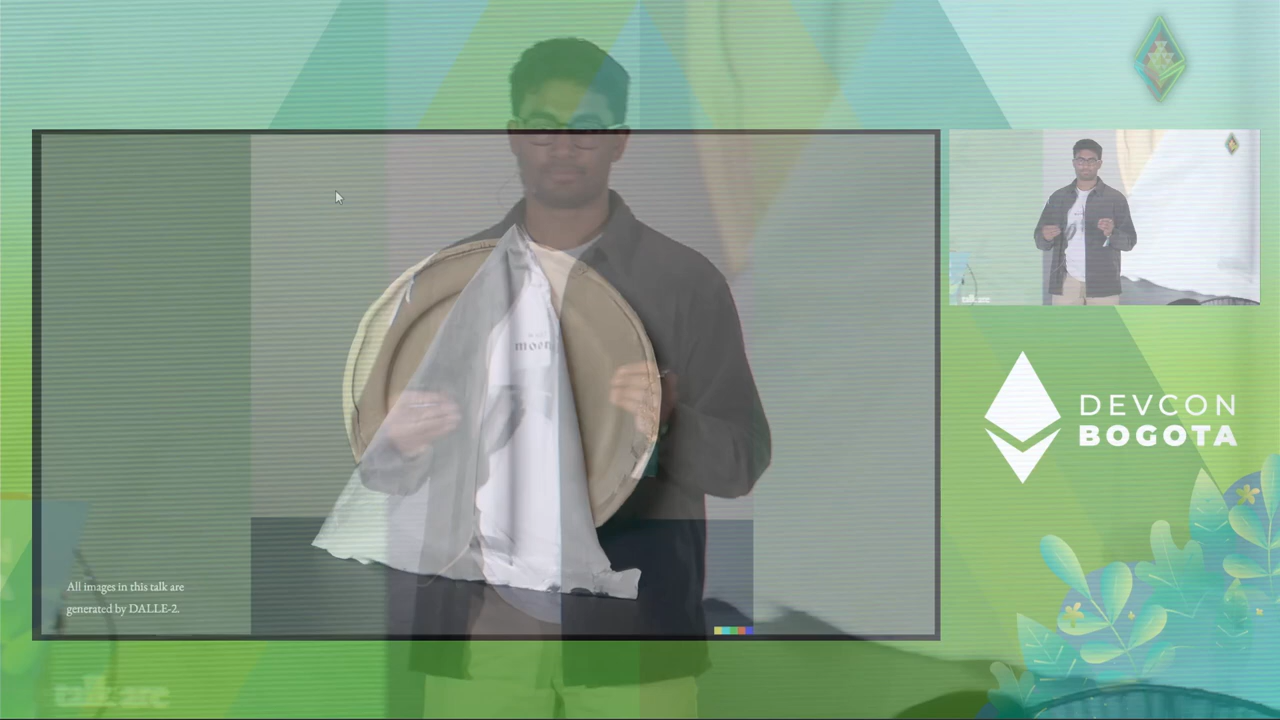 moon
DEVCON
BOGOTA
All images in this talk are
generated by DALLE-2.